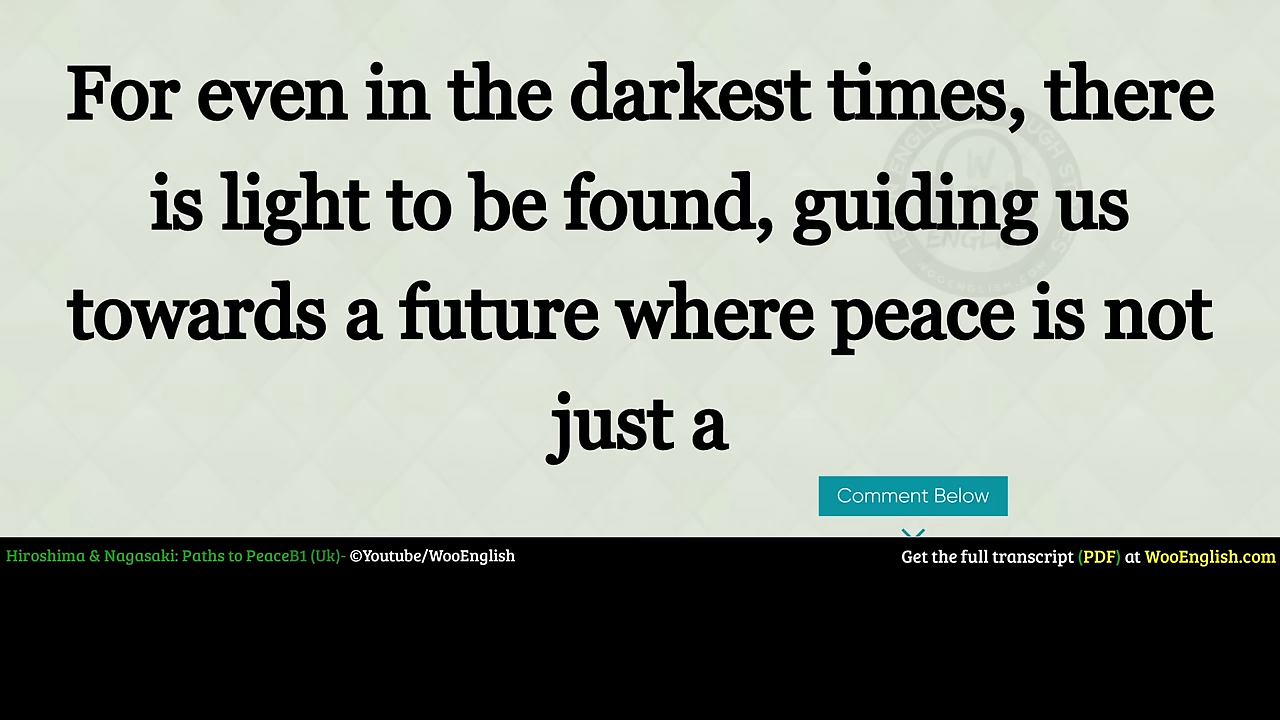 For even in the darkest times, there
is light to be found, guiding us
towards a future where peace is not
just a
Comment Below
Hiroshima & Nagasaki: Paths to PeaceB1 (Uk)- ©Youtube/WooEnglish
Get the full transcript (PDF) at WooEnglish.com